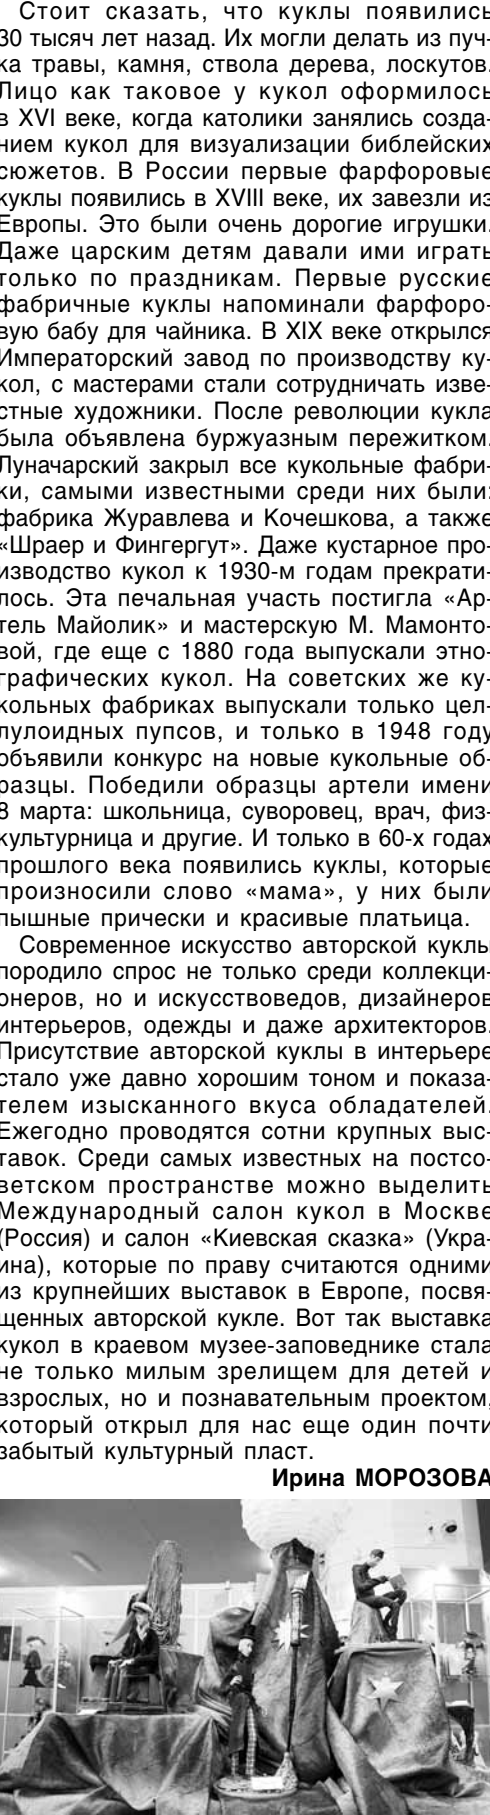 Стоит сказать, что куклы появились
30 тысяч лет назад. Их могли делать из пуч-
ка травы, камня, ствола дерева, лоскутов.
Лицо как таковое у кукол оформилось
в XVI веке, когда католики занялись созда-
нием кукол для визуализации библейских
сюжетов. В России первые фарфоровые
куклы появились в XVIII веке, их завезли из
Европы. Это были очень дорогие игрушки.
Даже царским детям давали ими играть
только по праздникам. Первые русские
фабричные куклы напоминали фарфоро-
вую бабу для чайника. В XIX веке открылся
Императорский завод по производству ку-
кол, с мастерами стали сотрудничать изве-
стные художники. После революции кукла
была объявлена буржуазным пережитком.
Луначарский закрыл все кукольные фабри-
ки, самыми известными среди них были:
фабрика Журавлева и Кочешкова, а также
«Шраер и Фингергут». Даже кустарное про-
изводство кукол к 1930-м годам прекрати-
лось. Эта печальная участь постигла «Ар-
тель Майолик» и мастерскую М. Мамонто-
вой, где еще с 1880 года выпускали этно-
графических кукол. На советских же ку-
кольных фабриках выпускали только цел-
лулоидных пупсов, и только в 1948 году
объявили конкурс на новые кукольные об-
разцы. Победили образцы артели имени
8 марта: школьница, суворовец, врач, физ-
культурница и другие. И только в 60-х годах
прошлого века появились куклы, которые
произносили слово «мама», у них были
пышные прически и красивые платьица.
Современное искусство авторской куклы
породило спрос не только среди коллекци-
онеров, но и искусствоведов, дизайнеров
интерьеров, одежды и даже архитекторов.
Присутствие авторской куклы в интерьере
стало уже давно хорошим тоном и показа-
телем изысканного вкуса обладателей.
Ежегодно проводятся сотни крупных выс-
тавок. Среди самых известных на постсо-
ветском пространстве можно выделить
Международный салон кукол в Москве
(Россия) и салон «Киевская сказка» (Укра-
ина), которые по праву считаются одними
из крупнейших выставок в Европе, посвя-
щенных авторской кукле. Вот так выставка
кукол в краевом музее-заповеднике стала
не только милым зрелищем для детей и
взрослых, но и познавательным проектом,
который открыл для нас еще один почти
забытый культурный пласт.
Ирина МОРОЗОВА